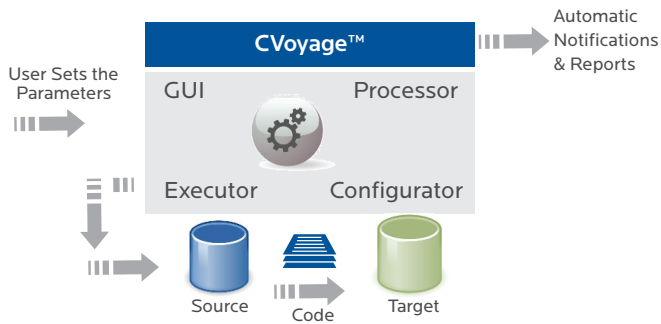 CVoyage™
Automatic
Notifications
& Reports
User Sets the
Parameters
GUI
Processor
Executor
Configurator
Source
Code
Target